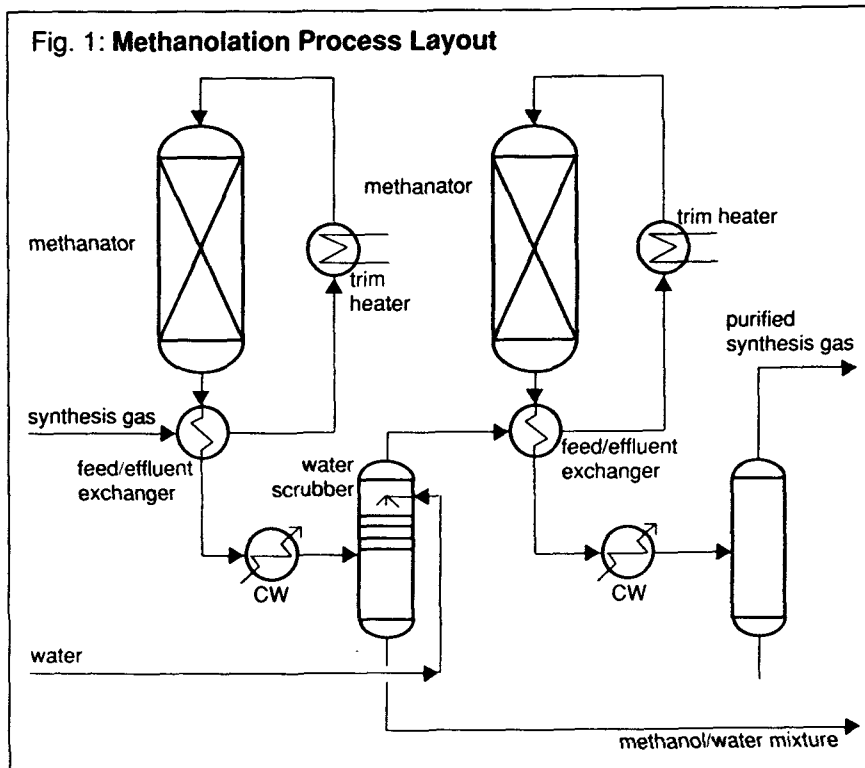 Fig. 1: Methanolation Process Layout
methanator
trim
heater
synthesis gas
feed/effluent
exchanger
CW
water
scrubber
water
methanator
trim heater
purified
synthesis gas
feed/effluent
exchanger
CW
methanol/water mixture